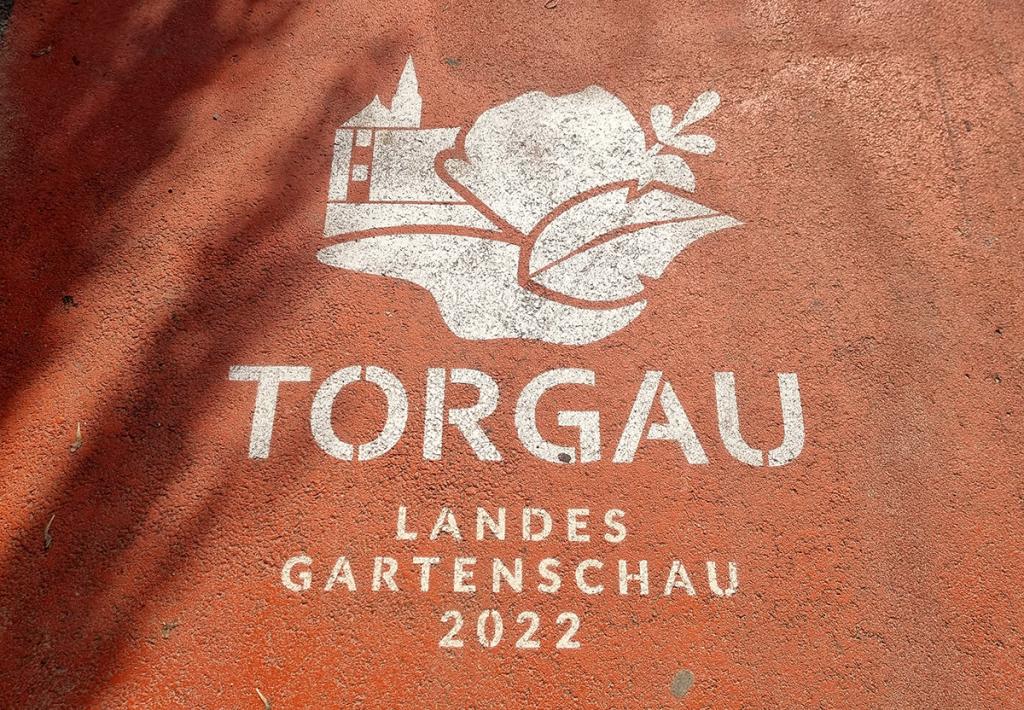 TORGAU
LANDES
GARTENSCHAU
2022